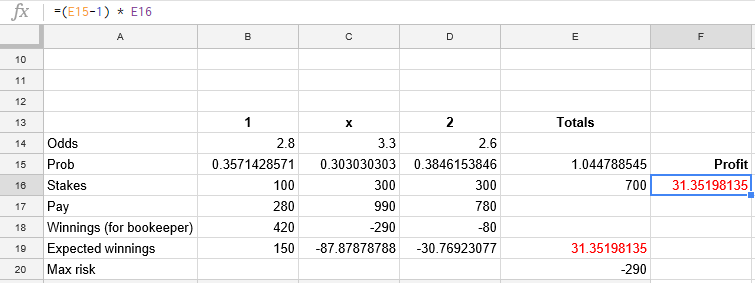 fx =(E15-1) * E16
A B C D E F
10
11
12
13 1 x 2 Totals
14 Odds 2.8 3.3 2.6
15 Prob 0.3571428571 0.303030303 0.3846153846 1.044788545 Profit
16 Stakes 100 300 300 700 31.35198135
17 Pay 280 990 780
18 Winnings (for bookeeper) 420 -290 -80
19 Expected winnings 150 -87.87878788 -30.76923077 31.35198135
20 Max risk -290